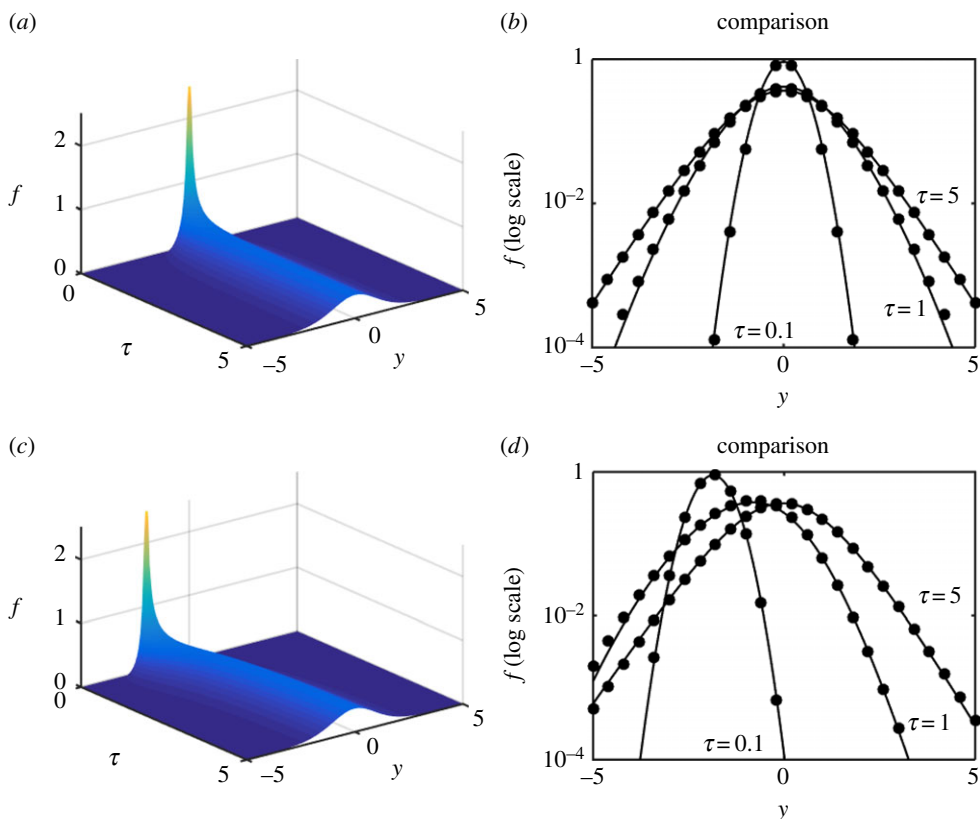 (a)
2
1
0
f
0
5
τ
−5
0
5
y
(b)
comparison
1
10−2
10−4
f (log scale)
τ = 5
τ = 1
τ = 0.1
−5
0
5
y
(c)
2
1
0
f
0
5
τ
−5
0
5
y
(d)
comparison
1
10−2
10−4
f (log scale)
τ = 5
τ = 1
τ = 0.1
−5
0
5
y